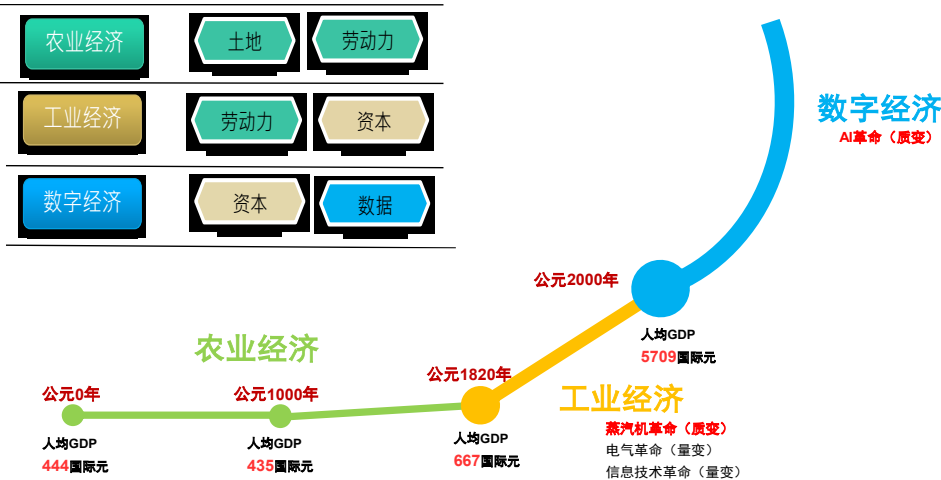 农业经济 土地 劳动力
工业经济 劳动力 资本
数字经济 资本 数据
数字经济
AI革命（质变）
公元2000年
人均GDP
5709国际元
农业经济
公元0年
人均GDP
444国际元
公元1000年
人均GDP
435国际元
公元1820年
人均GDP
667国际元
工业经济
蒸汽机革命（质变）
电气革命（量变）
信息技术革命（量变）